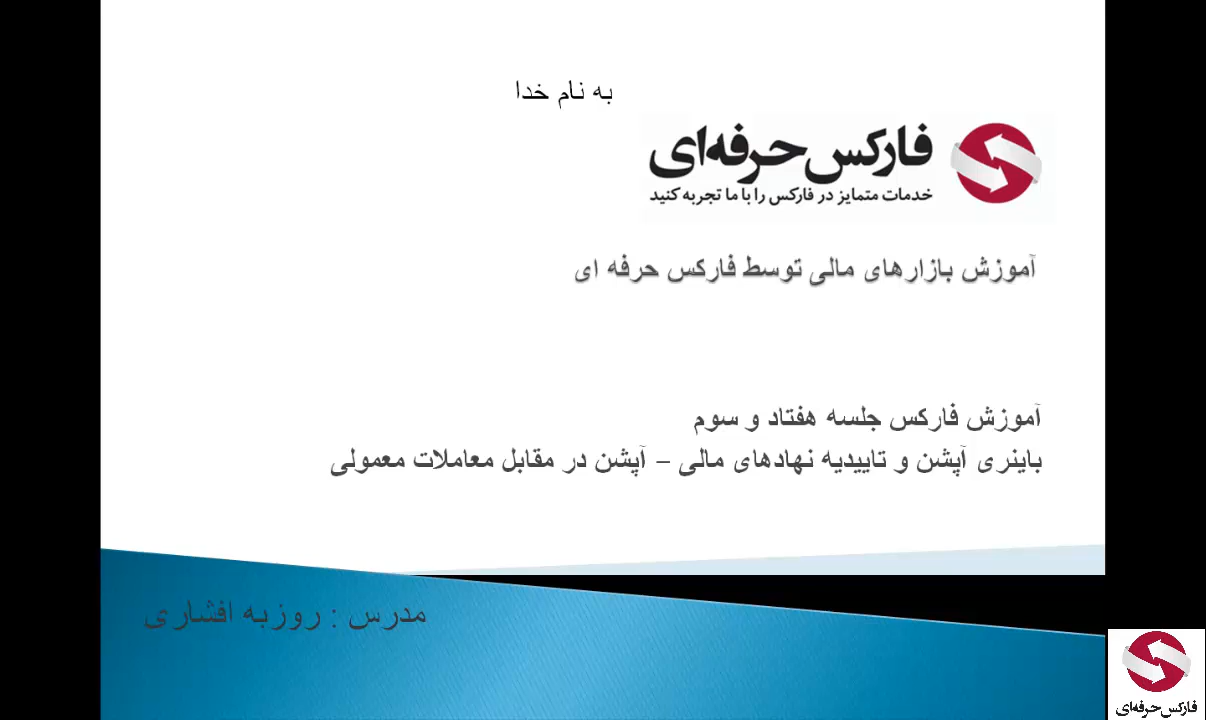 به نام خدا
فارکس حرفه‌ای
خدمات متمایز در فارکس را با ما تجربه کنید
آموزش بازارهای مالی توسط فارکس حرفه ای
آموزش فارکس جلسه هفتاد و سوم
باینری آپشن و تاییدیه نهادهای مالی – آپشن در مقابل معاملات معمولی
مدرس : روزبه افشاری
فارکس حرفه‌ای